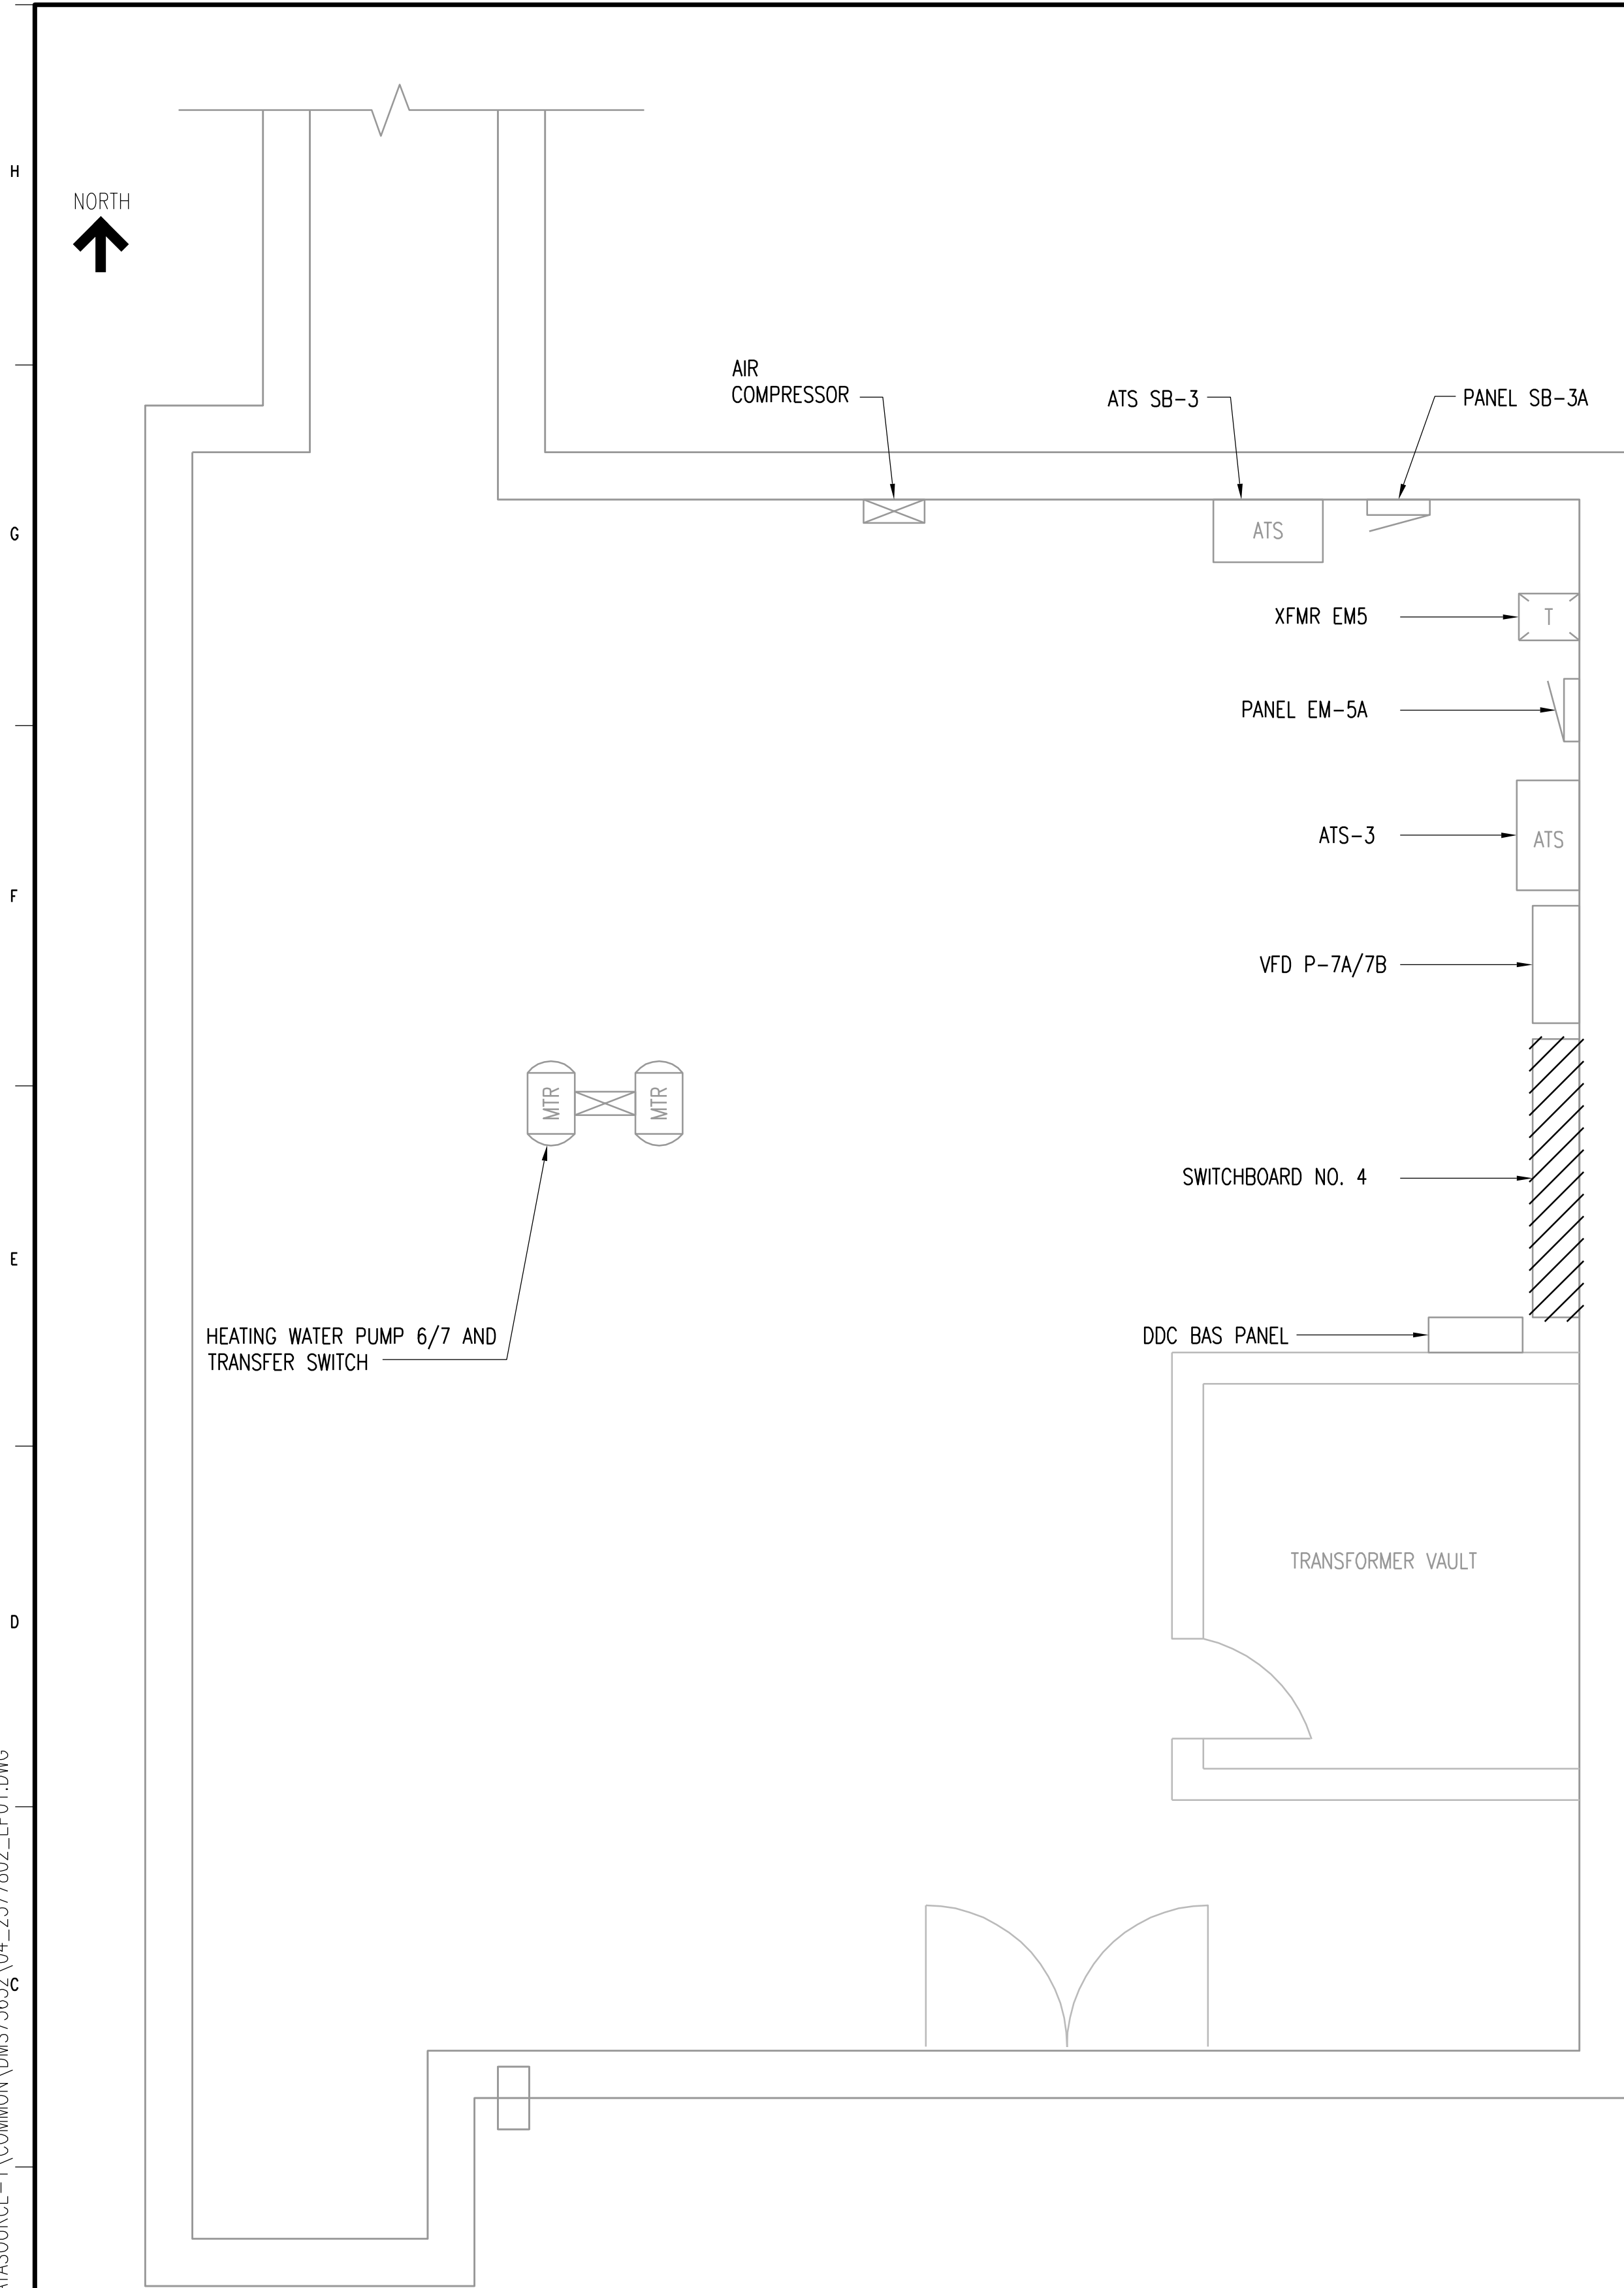 H
NORTH
AIR
COMPRESSOR
ATS SB-3
PANEL SB-3A
G
ATS
XFMR EM5
T
PANEL EM-5A
ATS-3
ATS
F
VFD P-7A/7B
MTR
MTR
SWITCHBOARD NO. 4
E
HEATING WATER PUMP 6/7 AND
TRANSFER SWITCH
DDC BAS PANEL
TRANSFORMER VAULT
D
C